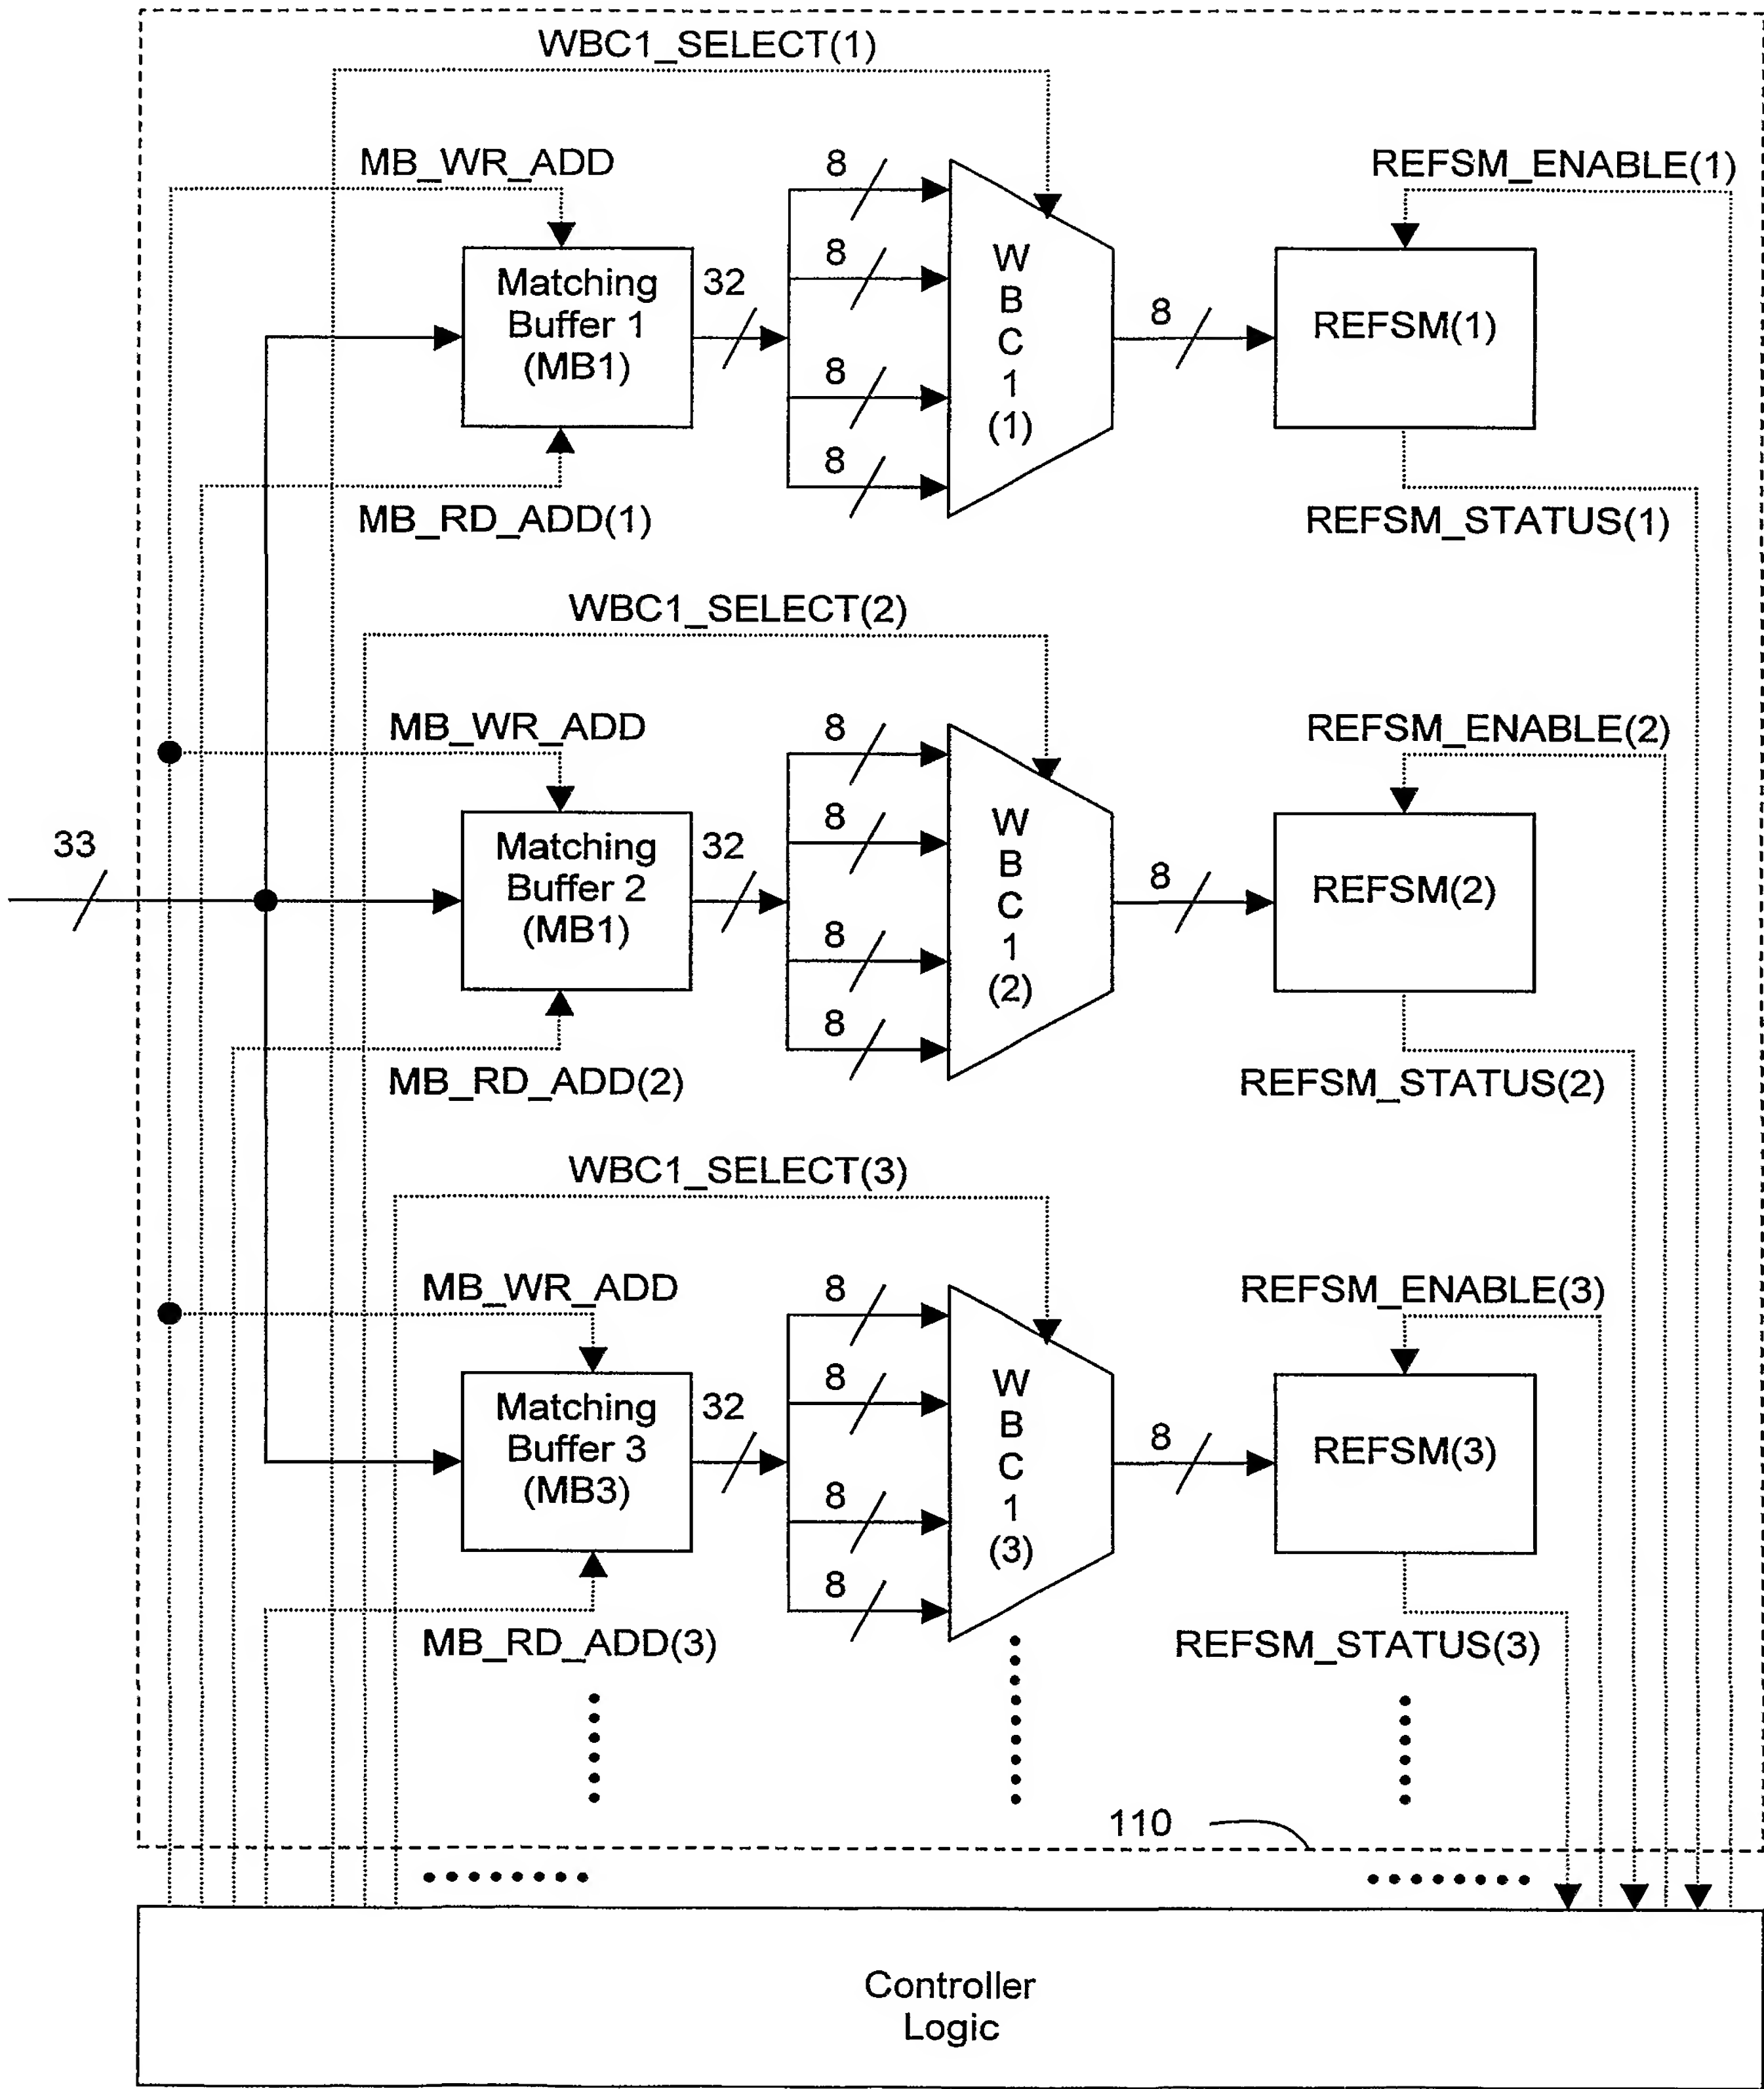 WBC1_SELECT(1)
MB_WR_ADD
8
REFSM_ENABLE(1)
Matching
Buffer 1
(MB1)
32
8
8
8
W
B
C
1
(1)
8
REFSM(1)
MB_RD_ADD(1)
REFSM_STATUS(1)
WBC1_SELECT(2)
MB_WR_ADD
8
REFSM_ENABLE(2)
33
Matching
Buffer 2
(MB1)
32
8
8
8
W
B
C
1
(2)
8
REFSM(2)
MB_RD_ADD(2)
REFSM_STATUS(2)
WBC1_SELECT(3)
MB_WR_ADD
8
REFSM_ENABLE(3)
Matching
Buffer 3
(MB3)
32
8
8
8
W
B
C
1
(3)
8
REFSM(3)
MB_RD_ADD(3)
REFSM_STATUS(3)
110
Controller
Logic